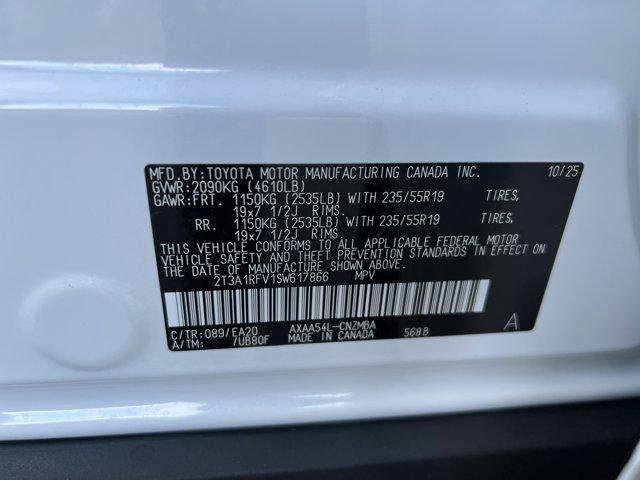 MFD.BY:TOYOTA MOTOR MANUFACTURING CANADA INC. 10/25
GVWR:2090KG (4610LB)
GAWR:FRT. 1150KG (2535LB) WITH 235/55R19 TIRES,
19x7 1/2J RIMS.
RR. 1150KG (2535LB) WITH 235/55R19 TIRES,
19x7 1/2J RIMS.
THIS VEHICLE CONFORMS TO ALL APPLICABLE FEDERAL MOTOR
VEHICLE SAFETY AND THEFT PREVENTION STANDARDS IN EFFECT ON
THE DATE OF MANUFACTURE SHOWN ABOVE.
2T3A1RFV1SW617866 MPV
C/TR:089/EA20 AXAA54L-CNZMBA 568B A
A/TM: /UB80F MADE IN CANADA